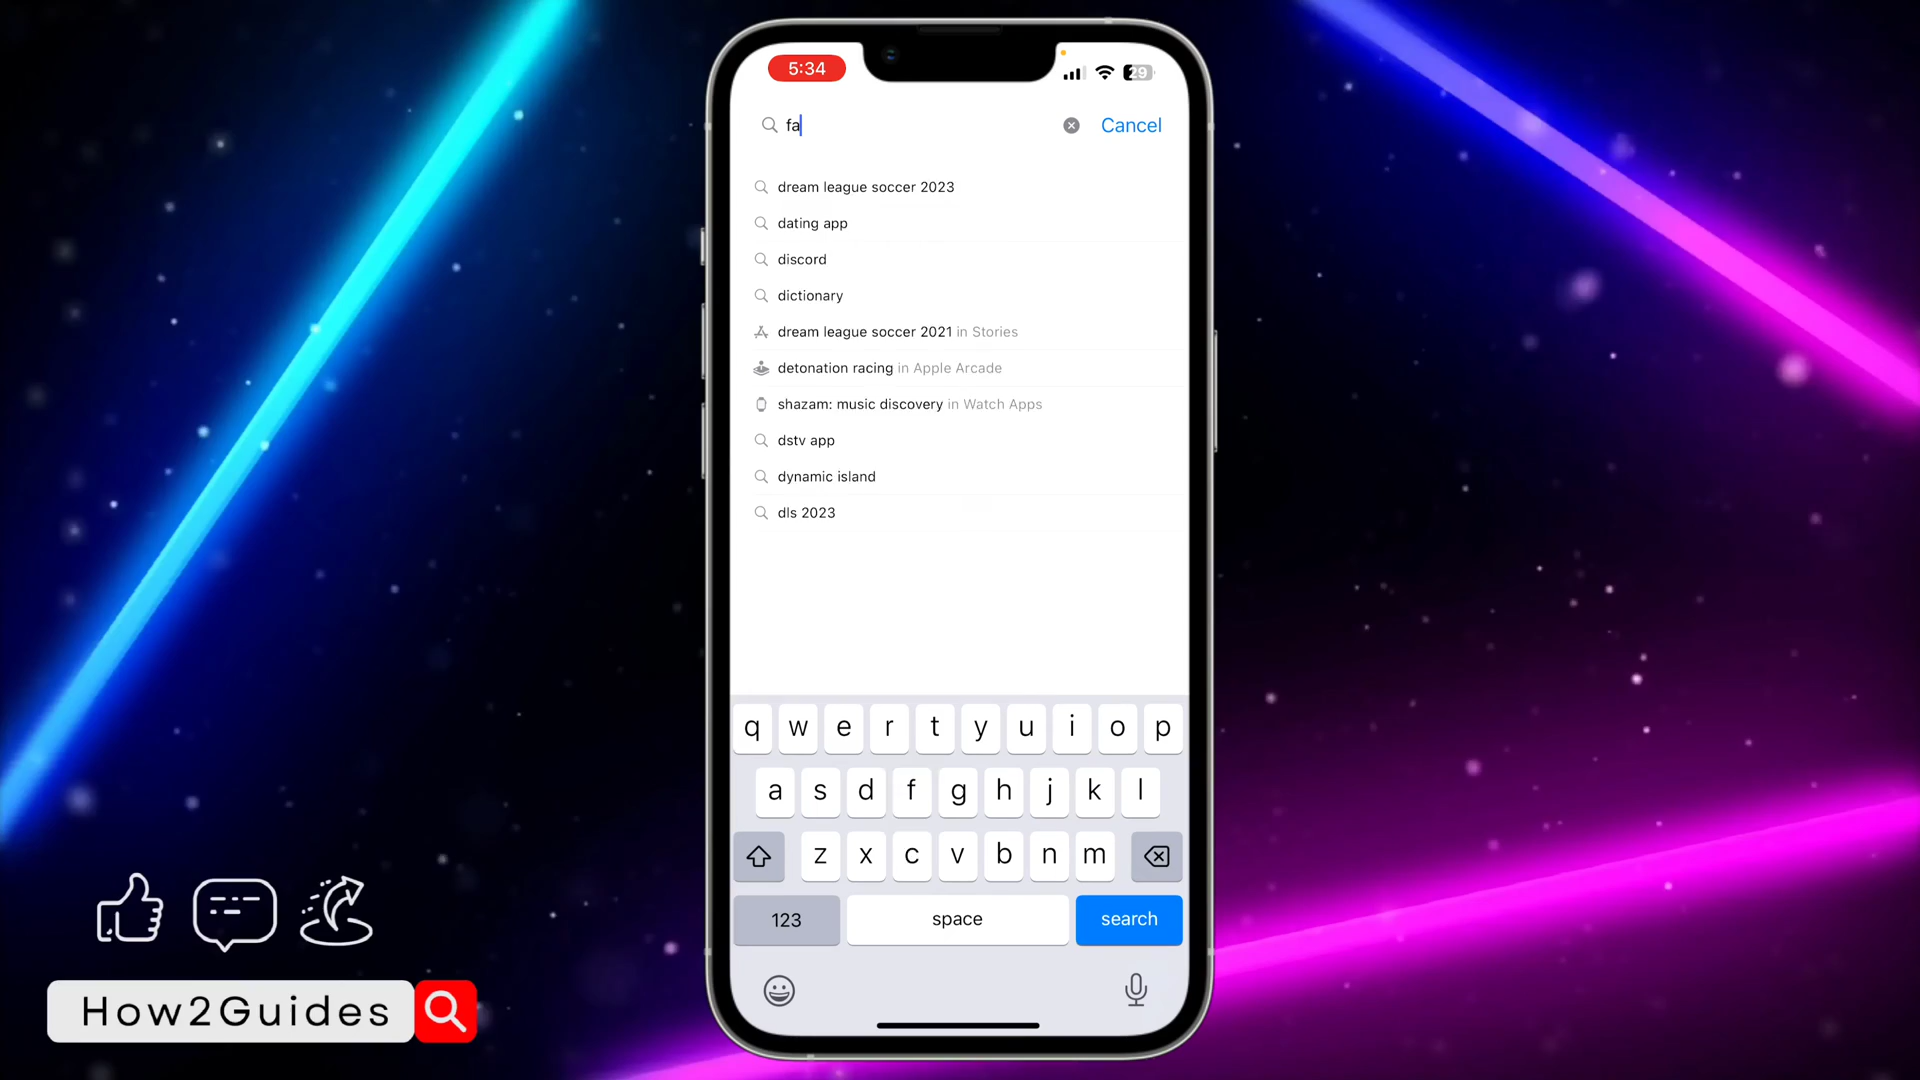 5:34
29
fa
Cancel
dream league soccer 2023
dating app
discord
dictionary
dream league soccer 2021 in Stories
detonation racing in Apple Arcade
shazam: music discovery in Watch Apps
dstv app
dynamic island
dls 2023
q w e r t y u i o p
a s d f g h j k l
z x c v b n m
123 space search
How2Guides